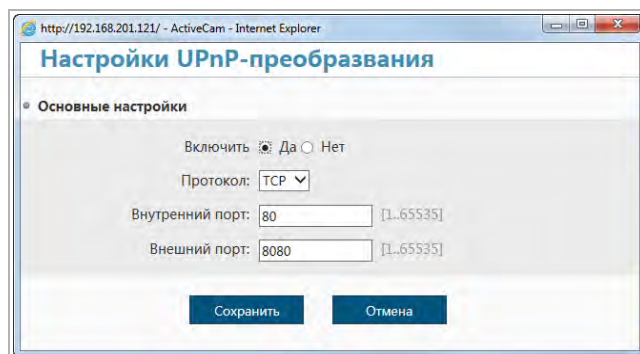 http://192.168.201.121/ - ActiveCam - Internet Explorer
Настройки UPnP-преобразвания
Основные настройки
Включить Да Нет
Протокол: TCP
Внутренний порт: 80 [1..65535]
Внешний порт: 8080 [1..65535]
Сохранить Отмена